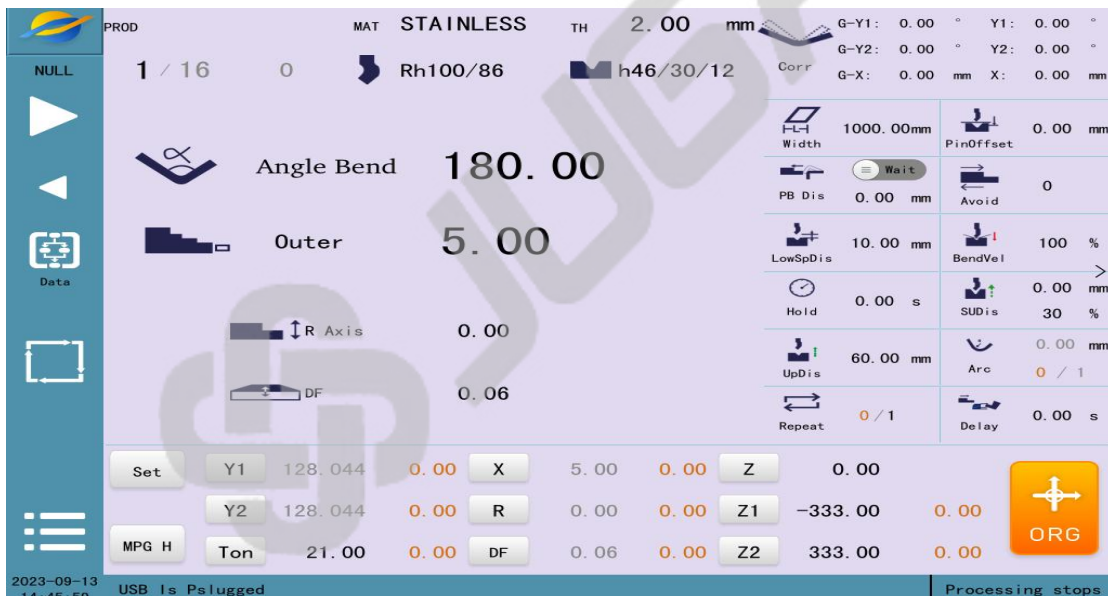 PROD MAT STAINLESS TH 2.00 mm
G-Y1: 0.00 ° Y1: 0.00 °
G-Y2: 0.00 ° Y2: 0.00 °
Corr G-X: 0.00 mm X: 0.00 mm
NULL
1 / 16 0 Rh100/86 h46/30/12
Width 1000.00mm PinOffset 0.00 mm
Angle Bend 180.00
Wait
PB Dis 0.00 mm Avoid 0
Outer 5.00
LowSpDis 10.00 mm BendVel 100 %
Data
Hold 0.00 s SUDis 0.00 mm
30 %
R Axis 0.00
UpDis 60.00 mm Arc 0.00 mm
0 / 1
DF 0.06
Repeat 0/1 Delay 0.00 s
Set Y1 128.044 0.00 X 5.00 0.00 Z 0.00
Y2 128.044 0.00 R 0.00 0.00 Z1 -333.00 0.00
MPG H Ton 21.00 0.00 DF 0.06 0.00 Z2 333.00 0.00
ORG
2023-09-13
USB Is Pslugged Processing stops
JUGAO